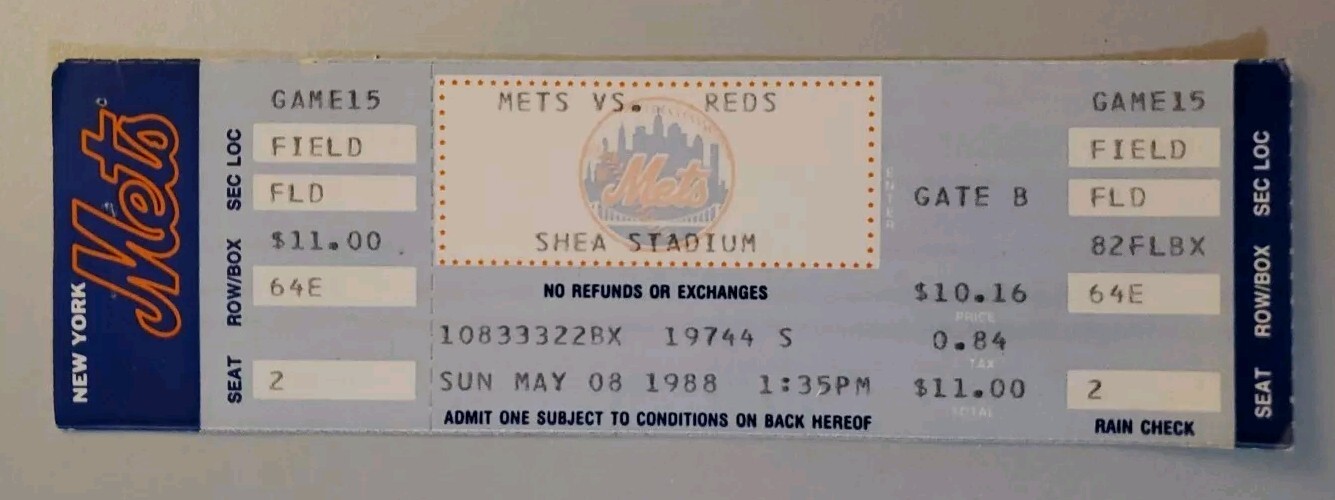 NEW YORK
Mets
GAME15
SEC LOC
FIELD
FLD
$11.00
ROW/BOX
64E
SEAT
2
METS VS. REDS
Mets
SHEA STADIUM
NO REFUNDS OR EXCHANGES
10833322BX 19744 S
SUN MAY 08 1988 1:35PM
ADMIT ONE SUBJECT TO CONDITIONS ON BACK HEREOF
ENTER
GATE B
$10.16
PRICE
0.84
TAX
$11.00
TOTAL
GAME15
FIELD
FLD
82FLBX
64E
2
RAIN CHECK
SEC LOC
ROW/BOX
SEAT